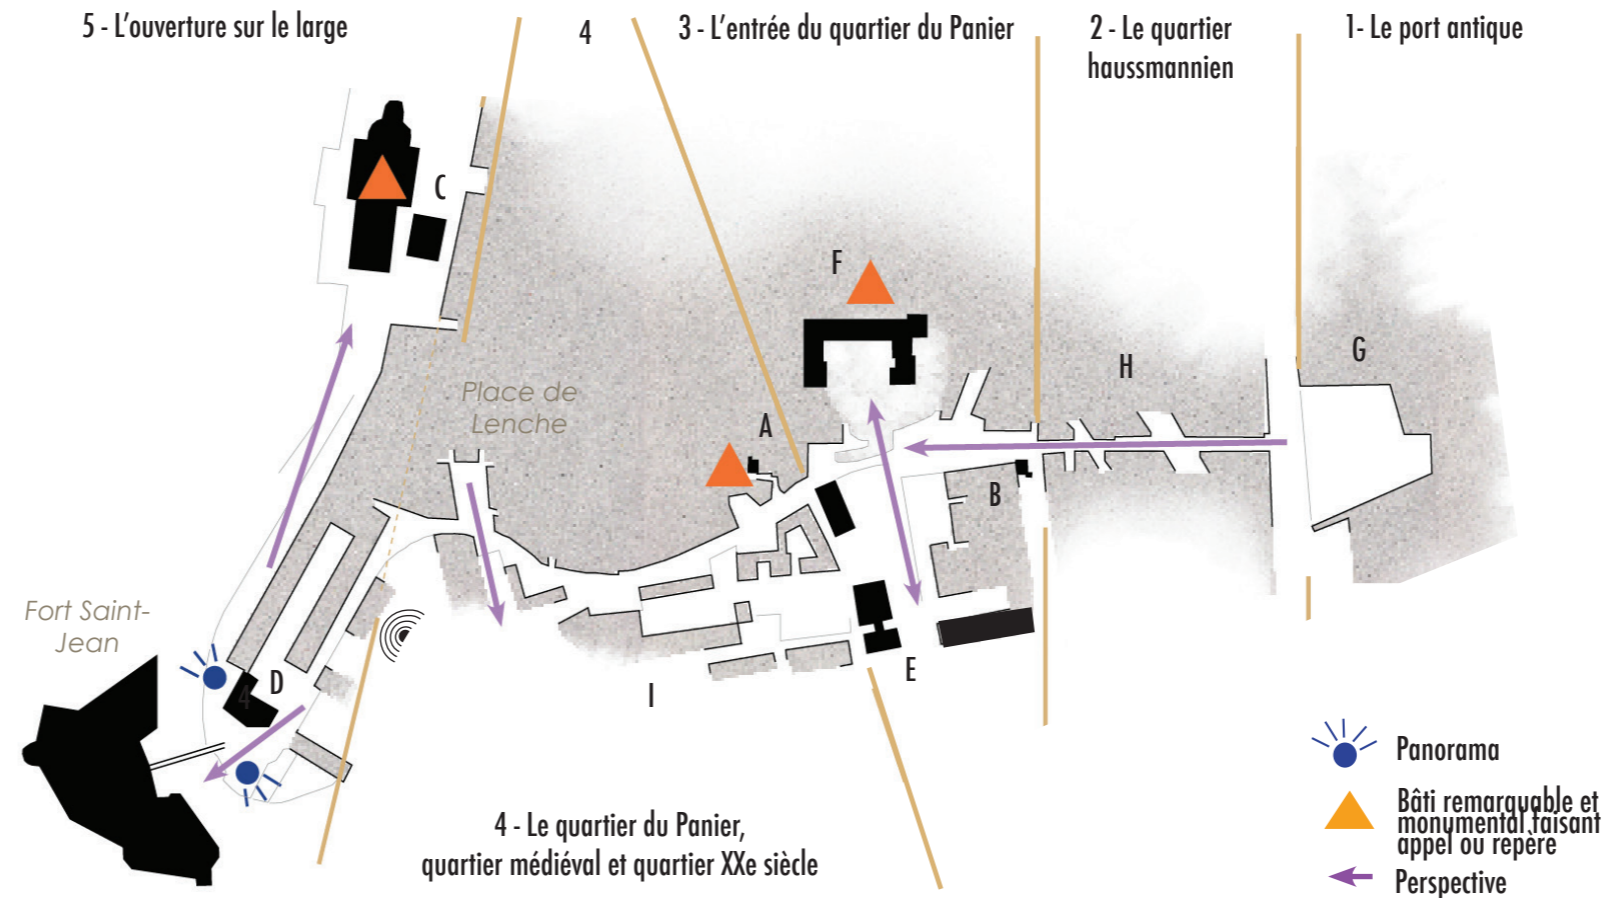 5 - L'ouverture sur le large
4
3 - L'entrée du quartier du Panier
2 - Le quartier
haussmannien
1- Le port antique
C
F
G
H
Place de
Lenche
A
B
Fort Saint-
Jean
D
4
E
I
4 - Le quartier du Panier,
quartier médiéval et quartier XXe siècle
Panorama
Bâti remarquable et
monumental faisant
appel ou repère
Perspective